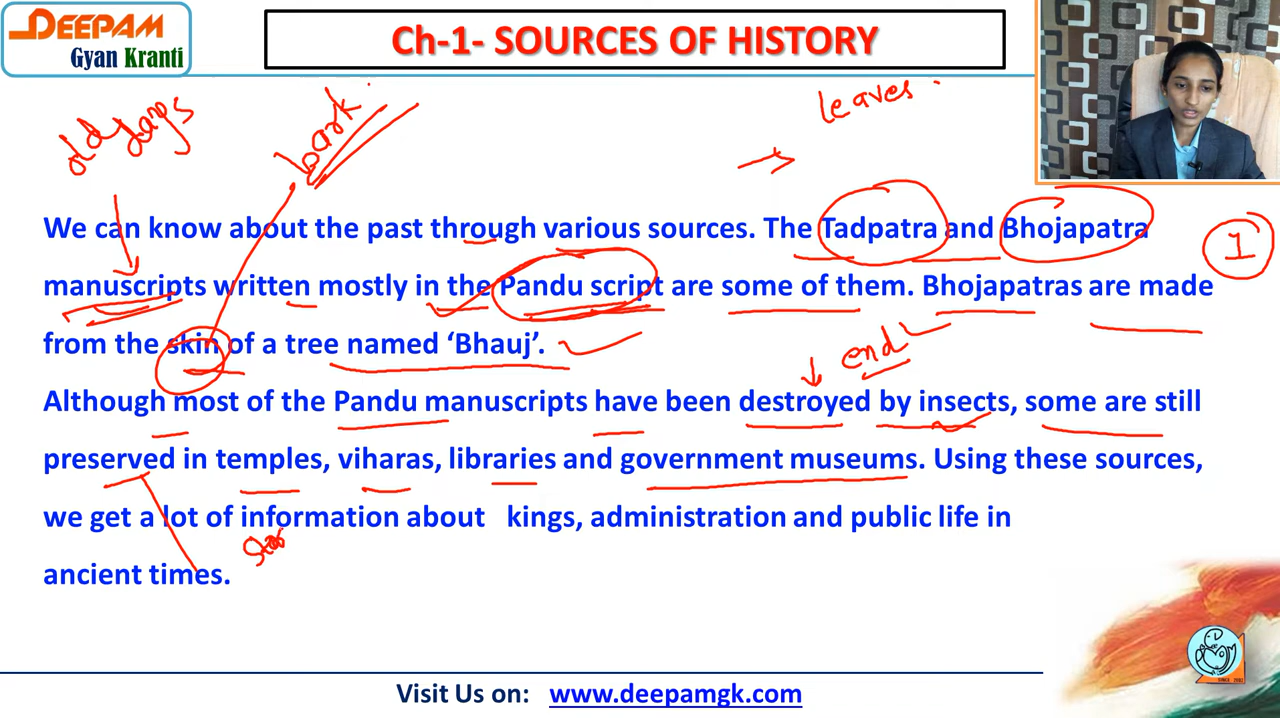 DEEPAM
Gyan Kranti
Ch-1- SOURCES OF HISTORY
leaves
bark
old
We can know about the past through various sources. The Tadpatra and Bhojapatra
1
manuscripts written mostly in the Pandu script are some of them. Bhojapatras are made
from the skin of a tree named ‘Bhauj’.
end
Although most of the Pandu manuscripts have been destroyed by insects, some are still
preserved in temples, viharas, libraries and government museums. Using these sources,
we get a lot of information about kings, administration and public life in
ancient times.
Visit Us on: www.deepamgk.com